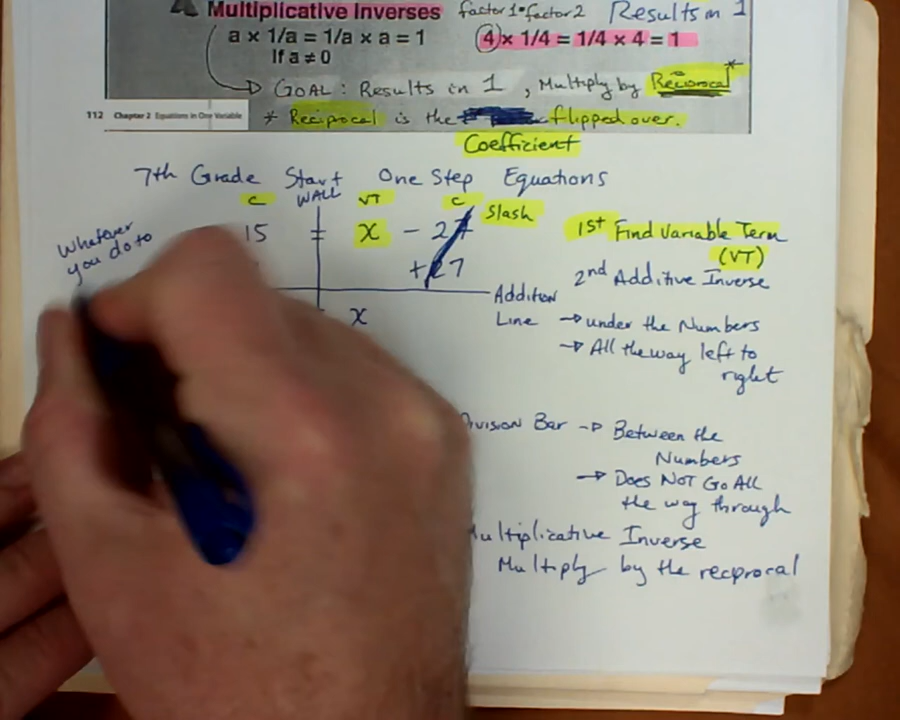 Multiplicative Inverses factor1•factor2 Results in 1
a x 1/a = 1/a x a = 1 4 x 1/4 = 1/4 x 4 = 1
If a ≠ 0
GOAL: Results in 1, Multiply by Reciprocal*
112 Chapter 2 Equations in One Variable
* Reciprocal is the flipped over.
Coefficient
7th Grade Start One Step Equations
C WALL VT C Slash
Whatever
you do to
15 = x - 27
+27
x
Addition
Line → under the Numbers
→ All the way left to
right
1st Find Variable Term
(VT)
2nd Additive Inverse
Division Bar → Between the
Numbers
→ Does NOT Go All
the way through
Multiplicative Inverse
Multiply by the reciprocal